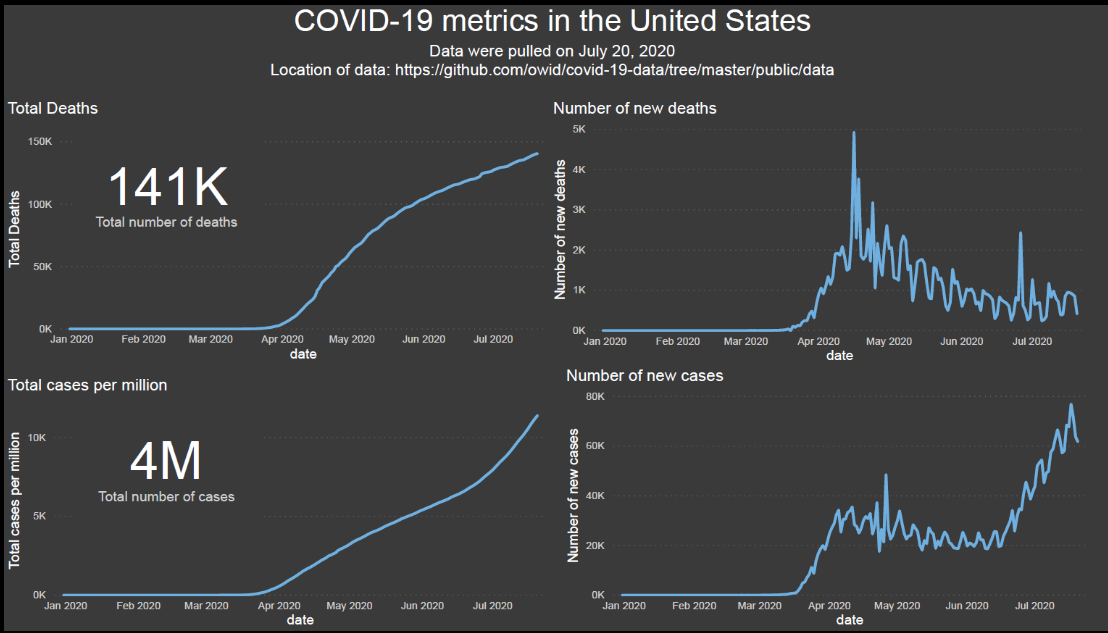 COVID-19 metrics in the United States
Data were pulled on July 20, 2020
Location of data: https://github.com/owid/covid-19-data/tree/master/public/data
Total Deaths
150K
100K
50K
0K
Total Deaths
141K
Total number of deaths
Jan 2020 Feb 2020 Mar 2020 Apr 2020 May 2020 Jun 2020 Jul 2020
date
Number of new deaths
5K
4K
3K
2K
1K
0K
Number of new deaths
Jan 2020 Feb 2020 Mar 2020 Apr 2020 May 2020 Jun 2020 Jul 2020
date
Total cases per million
10K
5K
0K
Total cases per million
4M
Total number of cases
Jan 2020 Feb 2020 Mar 2020 Apr 2020 May 2020 Jun 2020 Jul 2020
date
Number of new cases
80K
60K
40K
20K
0K
Number of new cases
Jan 2020 Feb 2020 Mar 2020 Apr 2020 May 2020 Jun 2020 Jul 2020
date